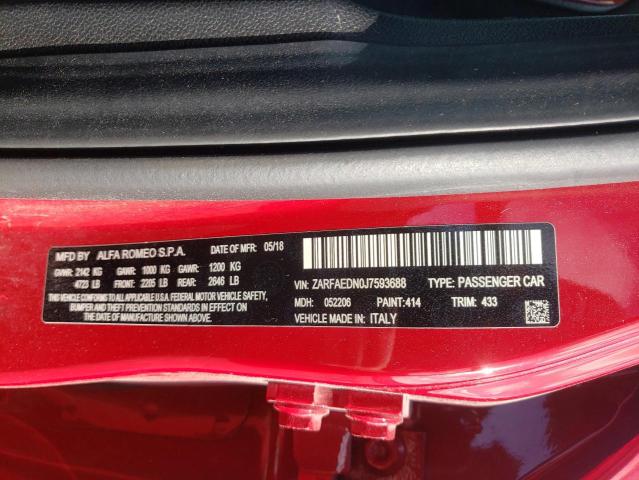 MFD BY ALFA ROMEO S.P.A. DATE OF MFR: 05/18
GVWR: 2142 KG GAWR: 1000 KG GAWR: 1200 KG
4723 LB FRONT: 2205 LB REAR: 2646 LB
THIS VEHICLE CONFORMS TO ALL APPLICABLE
U.S.A. FEDERAL MOTOR VEHICLE SAFETY,
BUMPER AND THEFT PREVENTION
STANDARDS IN EFFECT ON THE
DATE OF MANUFACTURE SHOWN ABOVE.
VIN: ZARFAEDN0J7593688 TYPE: PASSENGER CAR
MDH: 052206 PAINT: 414 TRIM: 433
VEHICLE MADE IN: ITALY